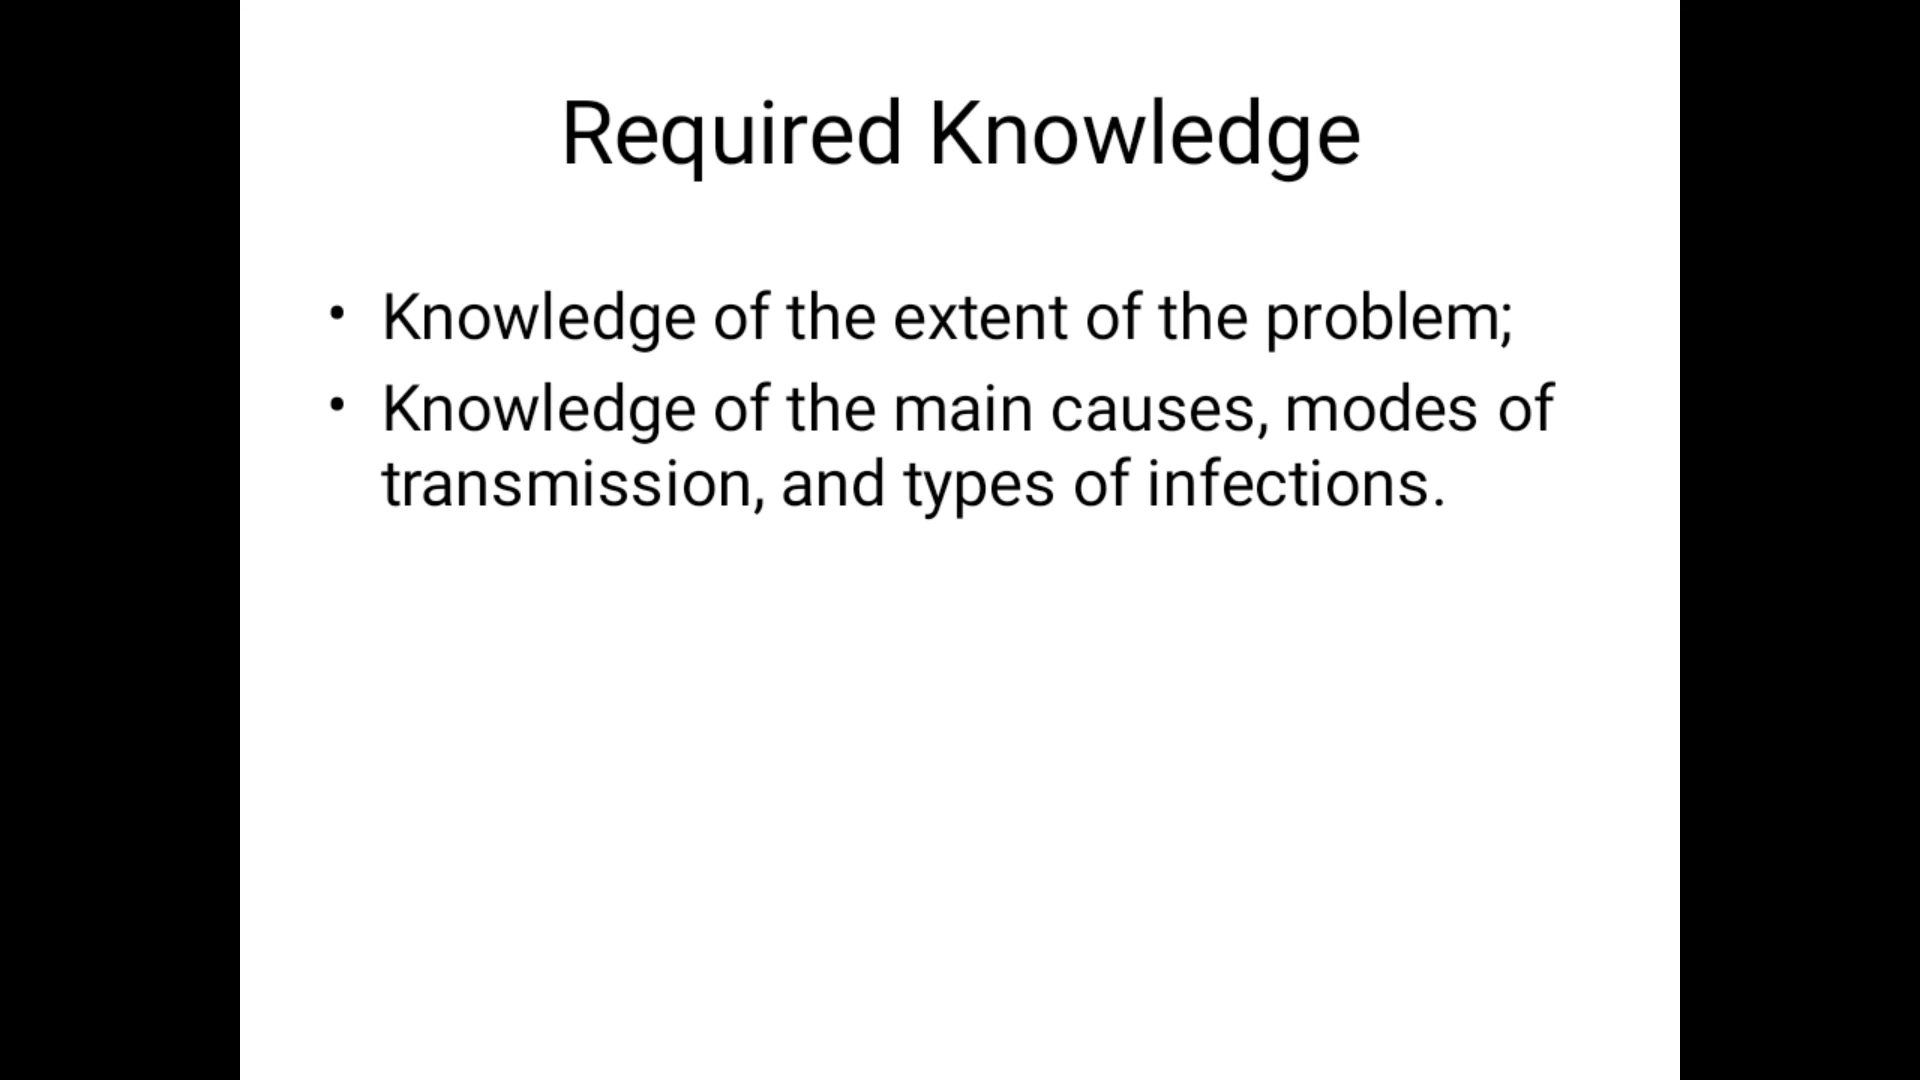 Required Knowledge
• Knowledge of the extent of the problem;
• Knowledge of the main causes, modes of
transmission, and types of infections.